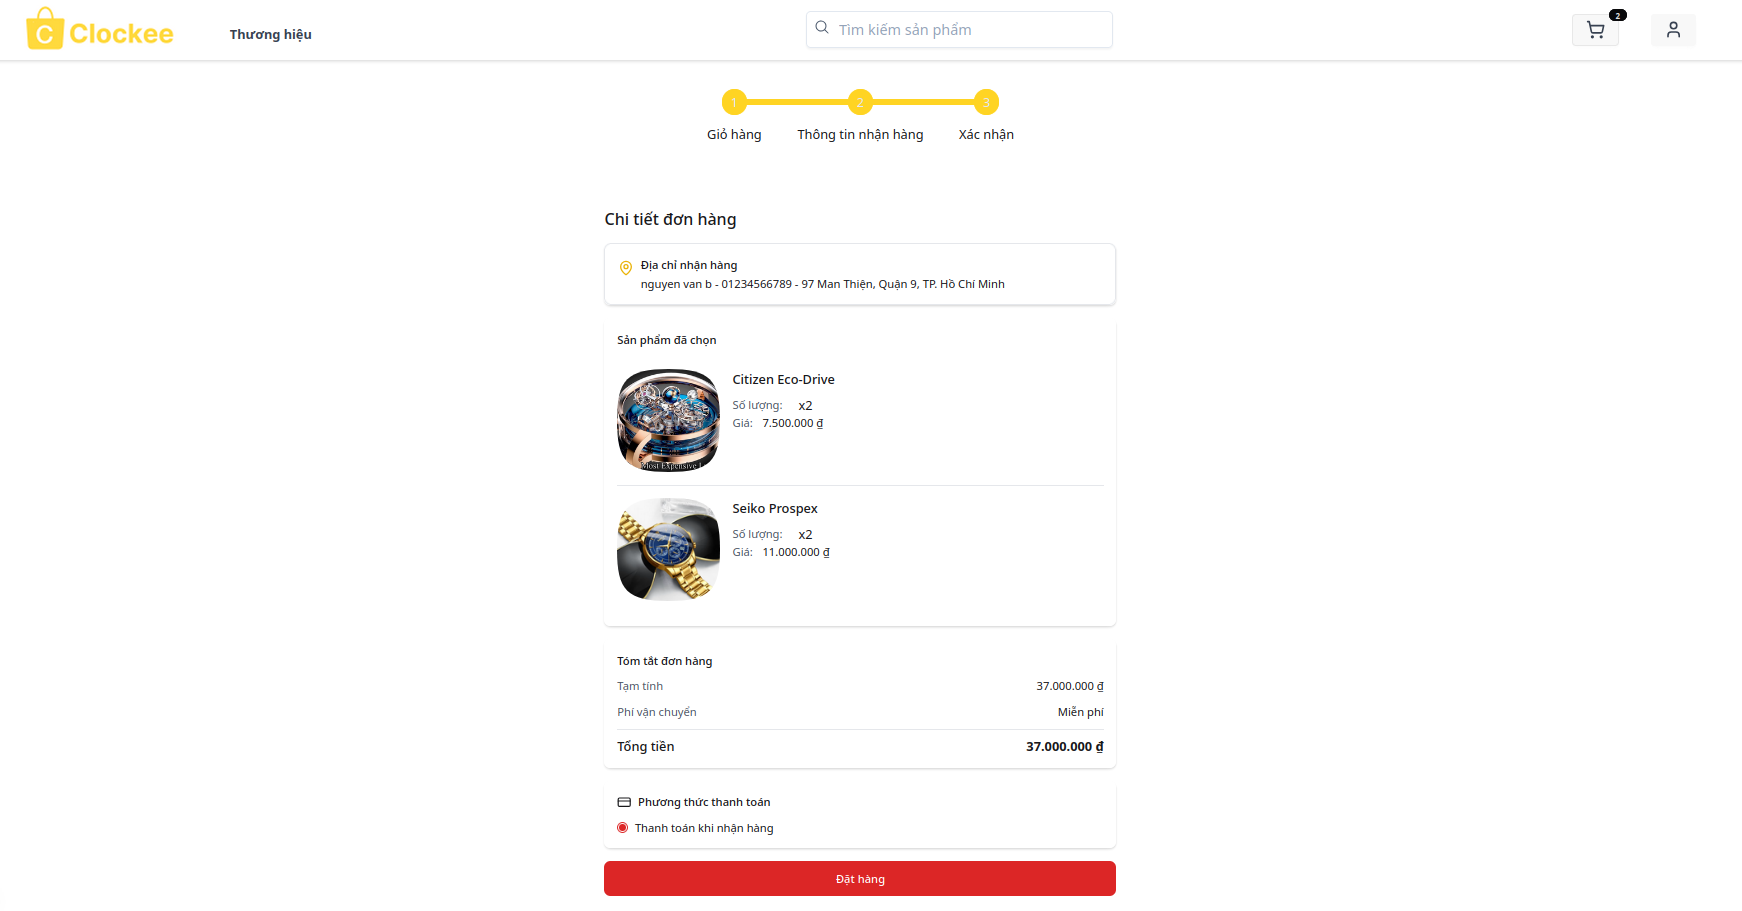 C Clockee
Thương hiệu
Tìm kiếm sản phẩm
2
1
2
3
Giỏ hàng
Thông tin nhận hàng
Xác nhận
Chi tiết đơn hàng
Địa chỉ nhận hàng
nguyen van b - 01234566789 - 97 Man Thiện, Quận 9, TP. Hồ Chí Minh
Sản phẩm đã chọn
Most Expensive
Citizen Eco-Drive
Số lượng: x2
Giá: 7.500.000 ₫
Seiko Prospex
Số lượng: x2
Giá: 11.000.000 ₫
Tóm tắt đơn hàng
Tạm tính 37.000.000 ₫
Phí vận chuyển Miễn phí
Tổng tiền 37.000.000 ₫
Phương thức thanh toán
Thanh toán khi nhận hàng
Đặt hàng